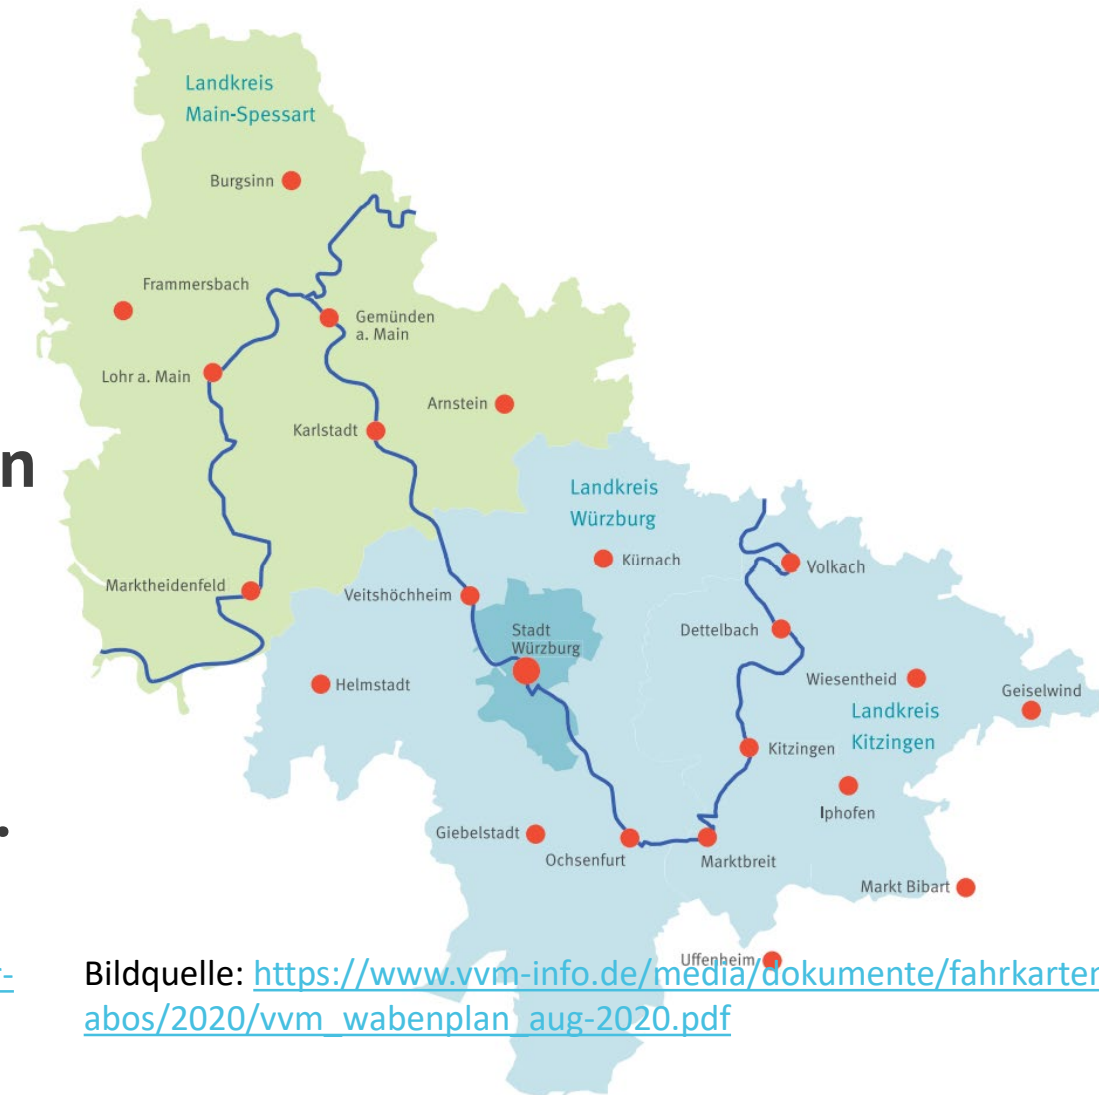 Landkreis
Main-Spessart
Burgsinn
Frammersbach
Gemünden
a. Main
Lohr a. Main
Arnstein
Karlstadt
n
Landkreis
Würzburg
Kürnach
Volkach
Marktheidenfeld
Veitshöchheim
Stadt
Würzburg
Dettelbach
Helmstadt
Wiesentheid
Geiselwind
Landkreis
Kitzingen
Kitzingen
Iphofen
.
Giebelstadt
Ochsenfurt
Marktbreit
Markt Bibart
Uffenheim
r-
Bildquelle: https://www.vvm-info.de/media/dokumente/fahrkarten
abos/2020/vvm_wabenplan_aug-2020.pdf